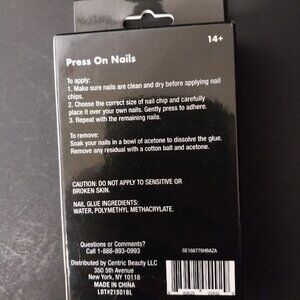 Press On Nails
14+
To apply:
1. Make sure nails are clean and dry before applying nail
chips.
2. Choose the correct size of nail chip and carefully
place it over your own nails. Gently press to adhere.
3. Repeat with the remaining nails.
To remove:
Soak your nails in a bowl of acetone to dissolve the glue.
Remove any residual with a cotton ball and acetone.
CAUTION: DO NOT APPLY TO SENSITIVE OR
BROKEN SKIN.
NAIL GLUE INGREDIENTS:
WATER, POLYMETHYL METHACRYLATE.
Questions or Comments?
Call 1-888-893-0993
Distributed by Centric Beauty LLC
350 5th Avenue
New York, NY 10118
MADE IN CHINA
LOT#21501BL